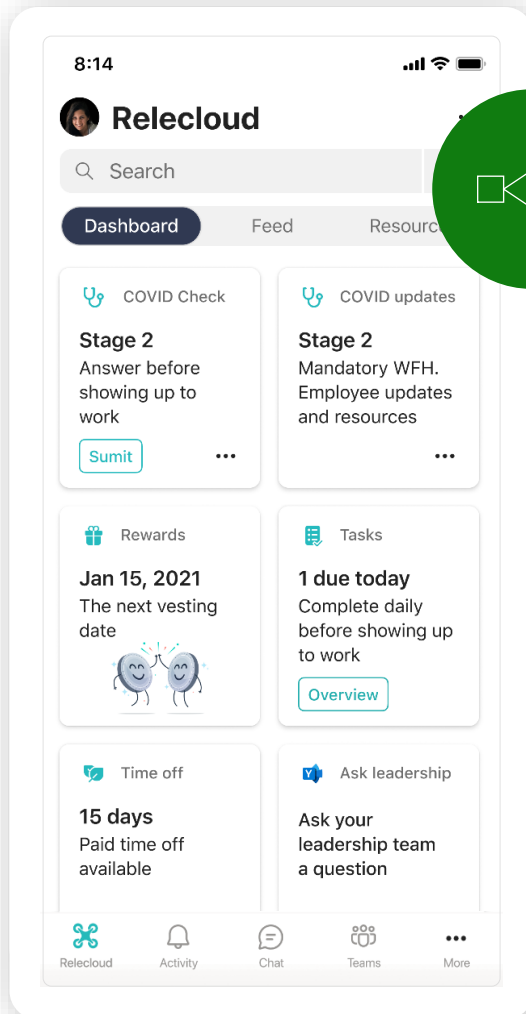 8:14
Relecloud
Search
Dashboard Feed Resourc
COVID Check
Stage 2
Answer before
showing up to
work
Sumit
COVID updates
Stage 2
Mandatory WFH.
Employee updates
and resources
Rewards
Jan 15, 2021
The next vesting
date
Tasks
1 due today
Complete daily
before showing up
to work
Overview
Time off
15 days
Paid time off
available
Ask leadership
Ask your
leadership team
a question
Relecloud Activity Chat Teams More